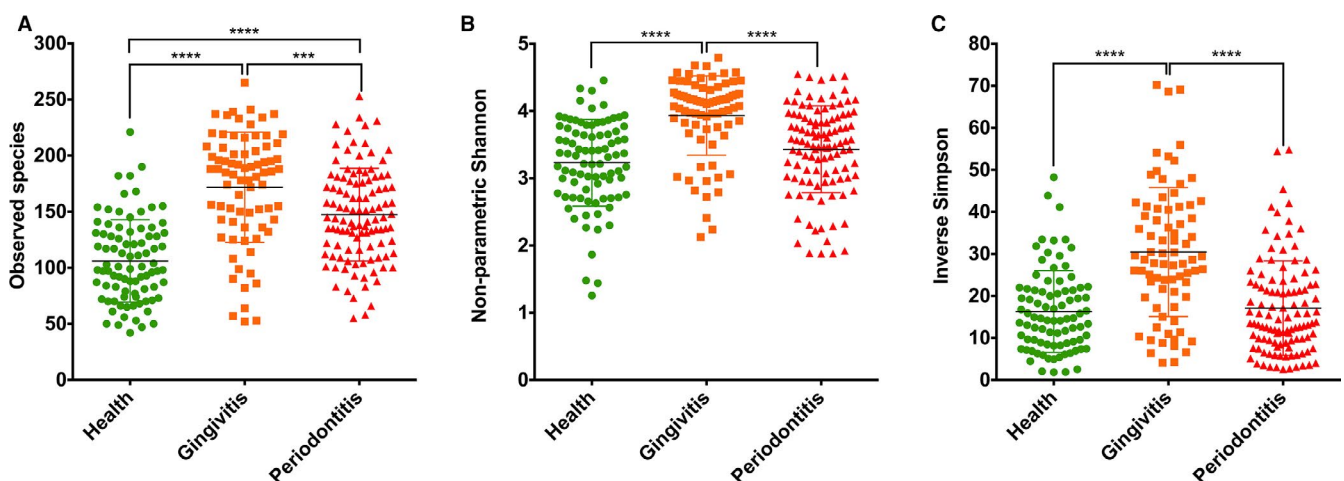 A
Observed species
300
250
200
150
100
50
0
****
****
***
Health
Gingivitis
Periodontitis
B
Non-parametric Shannon
5
4
3
2
1
0
****
****
Health
Gingivitis
Periodontitis
C
Inverse Simpson
80
70
60
50
40
30
20
10
0
****
****
Health
Gingivitis
Periodontitis